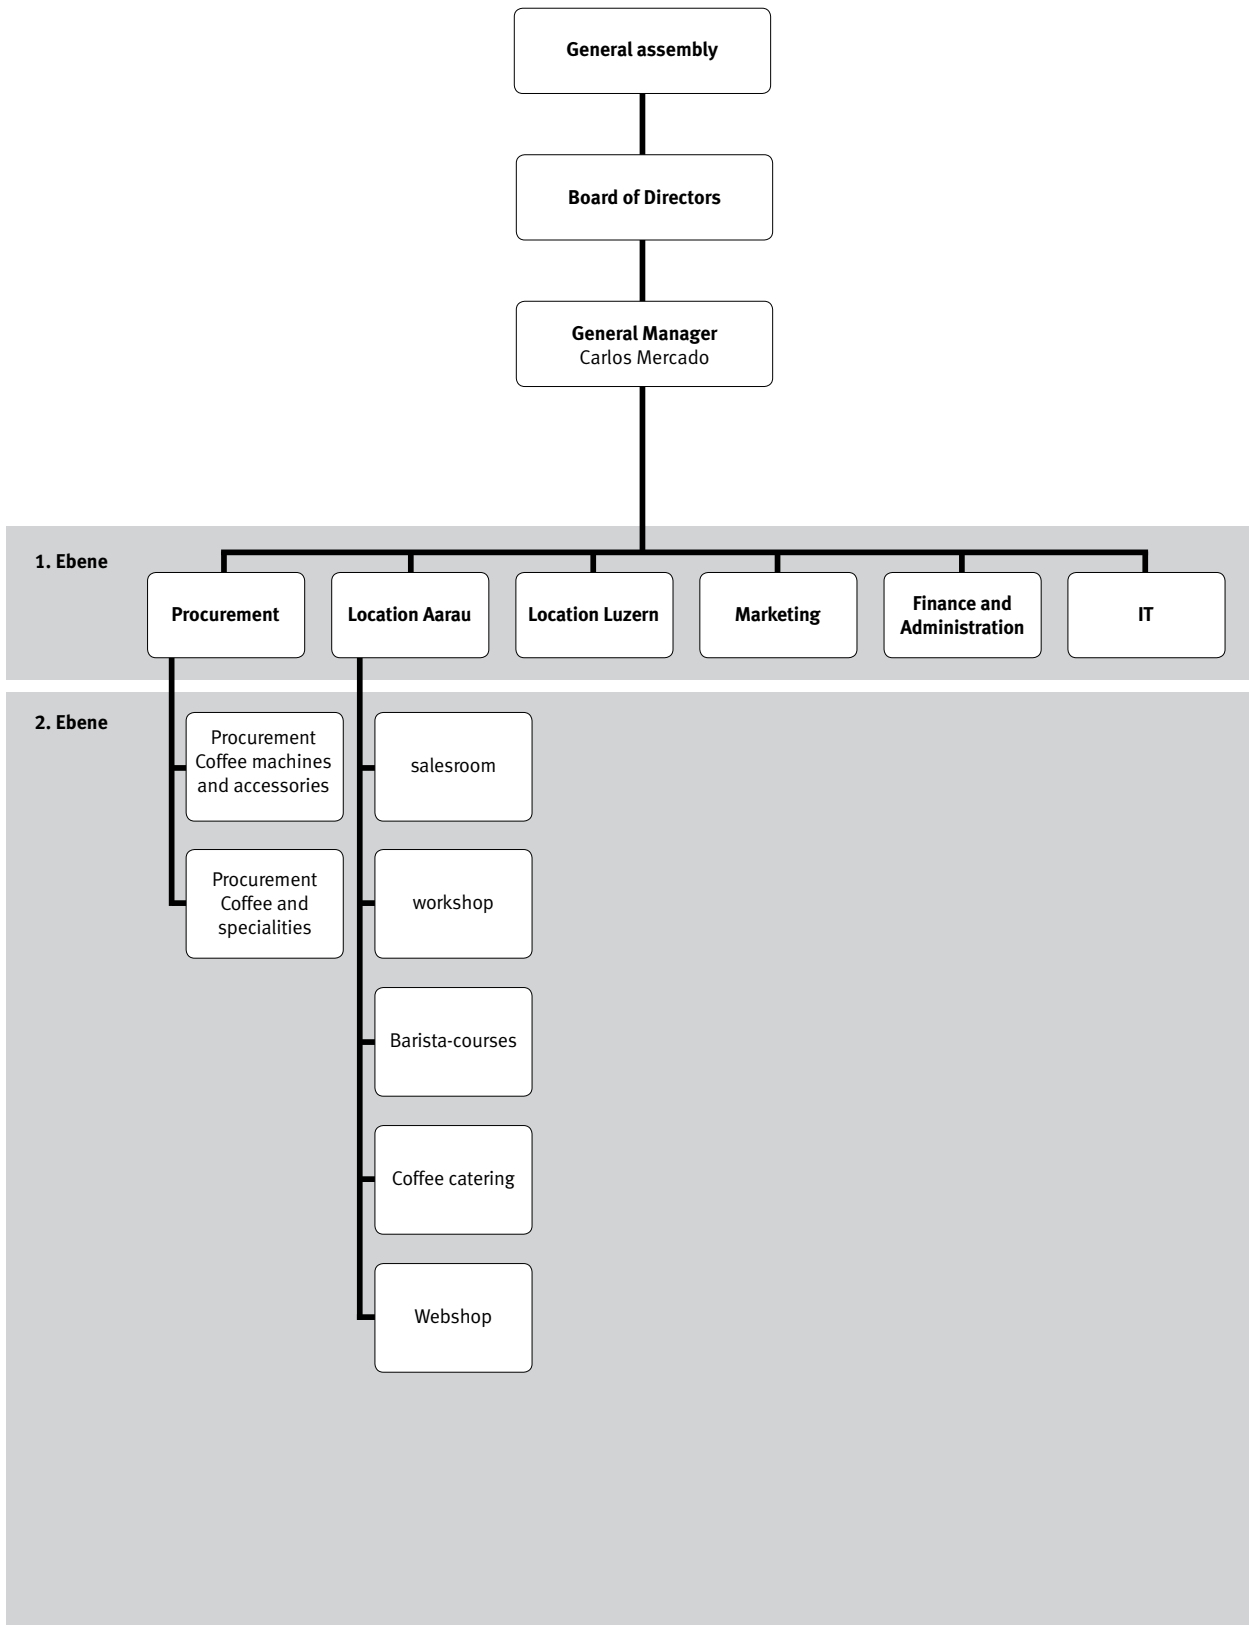 General assembly
Board of Directors
General Manager
Carlos Mercado
1. Ebene
Procurement
Location Aarau
Location Luzern
Marketing
Finance and
Administration
IT
2. Ebene
Procurement
Coffee machines
and accessories
Procurement
Coffee and
specialities
salesroom
workshop
Barista-courses
Coffee catering
Webshop